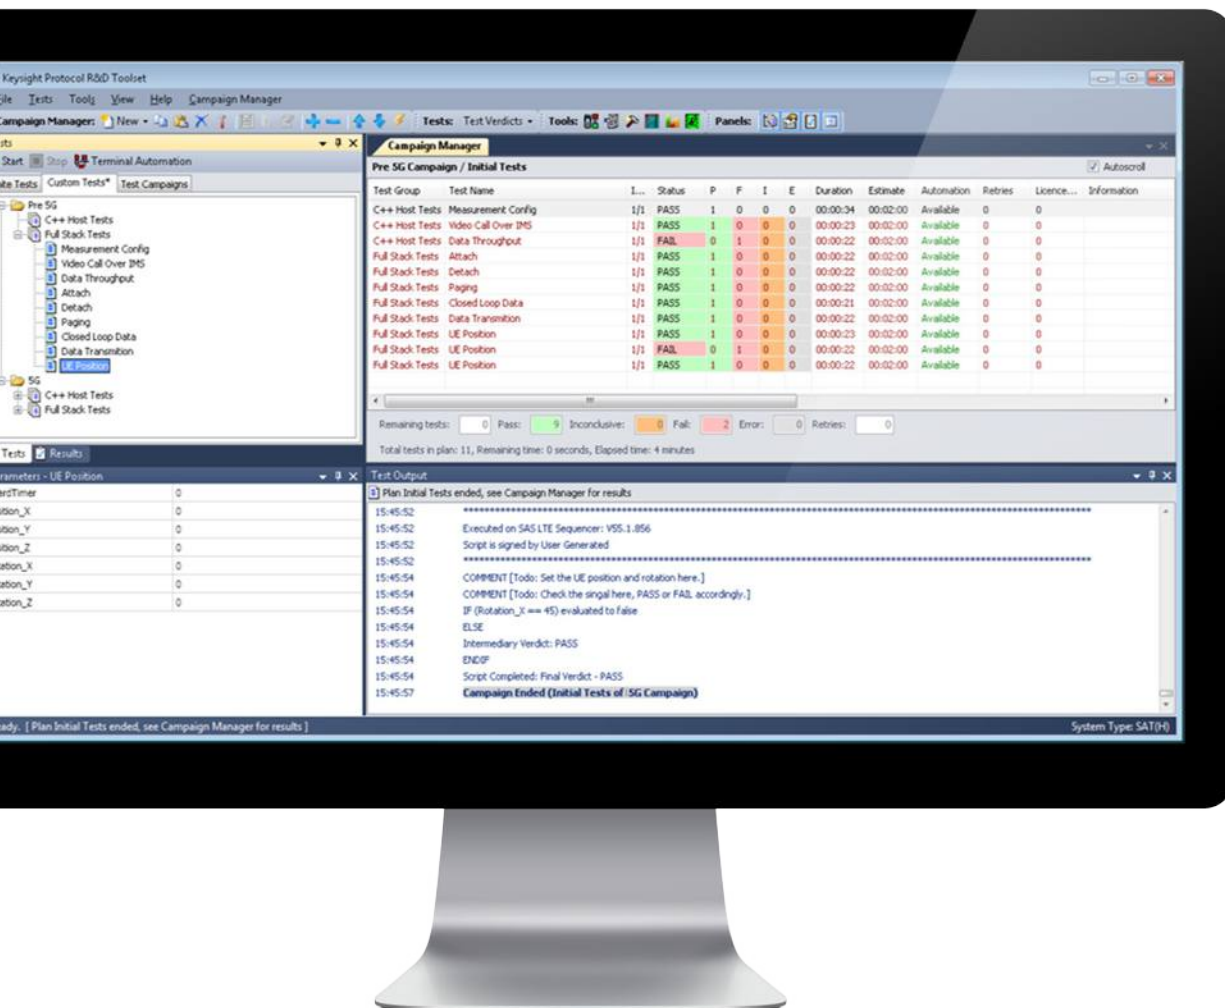 Keysight Protocol R&D Toolset
File Tests Tools View Help Campaign Manager
Campaign Manager: New Tests: Test Verdicts Tools: Panels:
Start Stop Terminal Automation
Custom Tests* Test Campaigns
Pre 5G
C++ Host Tests
Full Stack Tests
Measurement Config
Video Call Over IMS
Data Throughput
Attach
Detach
Paging
Closed Loop Data
Data Transmition
UE Position
5G
C++ Host Tests
Full Stack Tests
Tests Results
Parameters - UE Position
0
0
0
0
0
0
0
Campaign Manager
Pre 5G Campaign / Initial Tests Autoscroll
Test Group Test Name I... Status P F I E Duration Estimate Automation Retries Licence... Information
C++ Host Tests Measurement Config 1/1 PASS 1 0 0 0 00:00:34 00:02:00 Available 0 0
C++ Host Tests Video Call Over IMS 1/1 PASS 1 0 0 0 00:00:23 00:02:00 Available 0 0
C++ Host Tests Data Throughput 1/1 FAIL 0 1 0 0 00:00:22 00:02:00 Available 0 0
Full Stack Tests Attach 1/1 PASS 1 0 0 0 00:00:22 00:02:00 Available 0 0
Full Stack Tests Detach 1/1 PASS 1 0 0 0 00:00:22 00:02:00 Available 0 0
Full Stack Tests Paging 1/1 PASS 1 0 0 0 00:00:22 00:02:00 Available 0 0
Full Stack Tests Closed Loop Data 1/1 PASS 1 0 0 0 00:00:21 00:02:00 Available 0 0
Full Stack Tests Data Transmition 1/1 PASS 1 0 0 0 00:00:22 00:02:00 Available 0 0
Full Stack Tests UE Position 1/1 PASS 1 0 0 0 00:00:23 00:02:00 Available 0 0
Full Stack Tests UE Position 1/1 FAIL 0 1 0 0 00:00:22 00:02:00 Available 0 0
Full Stack Tests UE Position 1/1 PASS 1 0 0 0 00:00:22 00:02:00 Available 0 0
Remaining tests: 0 Pass: 9 Inconclusive: 0 Fail: 2 Error: 0 Retries: 0
Total tests in plan: 11, Remaining time: 0 seconds, Elapsed time: 4 minutes
Test Output
Plan Initial Tests ended, see Campaign Manager for results
15:45:52
15:45:52 Executed on SAS LTE Sequencer: V55.1.856
15:45:52 Script is signed by User Generated
15:45:52
15:45:54 COMMENT [Todo: Set the UE position and rotation here.]
15:45:54 COMMENT [Todo: Check the singal here, PASS or FAIL accordingly.]
15:45:54 IF (Rotation_X == 45) evaluated to false
15:45:54 ELSE
15:45:54 Intermediary Verdict: PASS
15:45:54 ENDIF
15:45:54 Script Completed: Final Verdict - PASS
15:45:57 Campaign Ended (Initial Tests of 5G Campaign)
[ Plan Initial Tests ended, see Campaign Manager for results ] System Type: SAT(H)